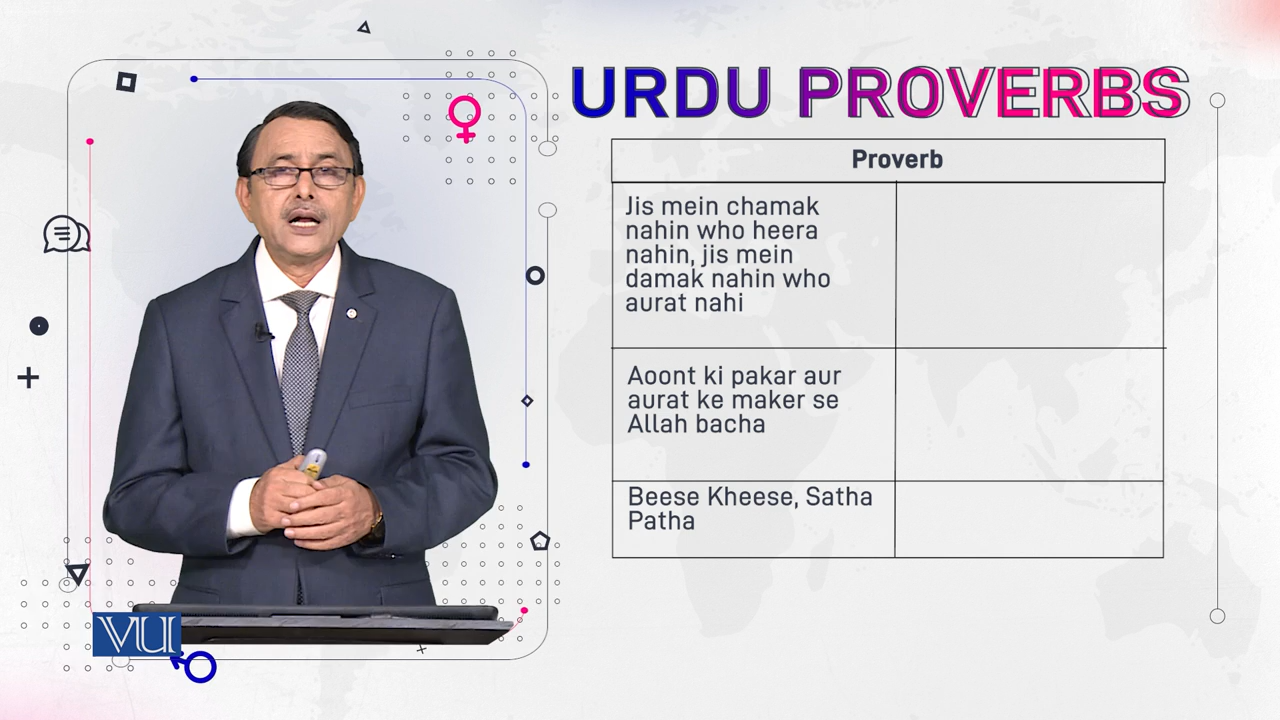 URDU PROVERBS
Proverb
Jis mein chamak
nahin who heera
nahin, jis mein
damak nahin who
aurat nahi
Aoont ki pakar aur
aurat ke maker se
Allah bacha
Beese Kheese, Satha
Patha
VU